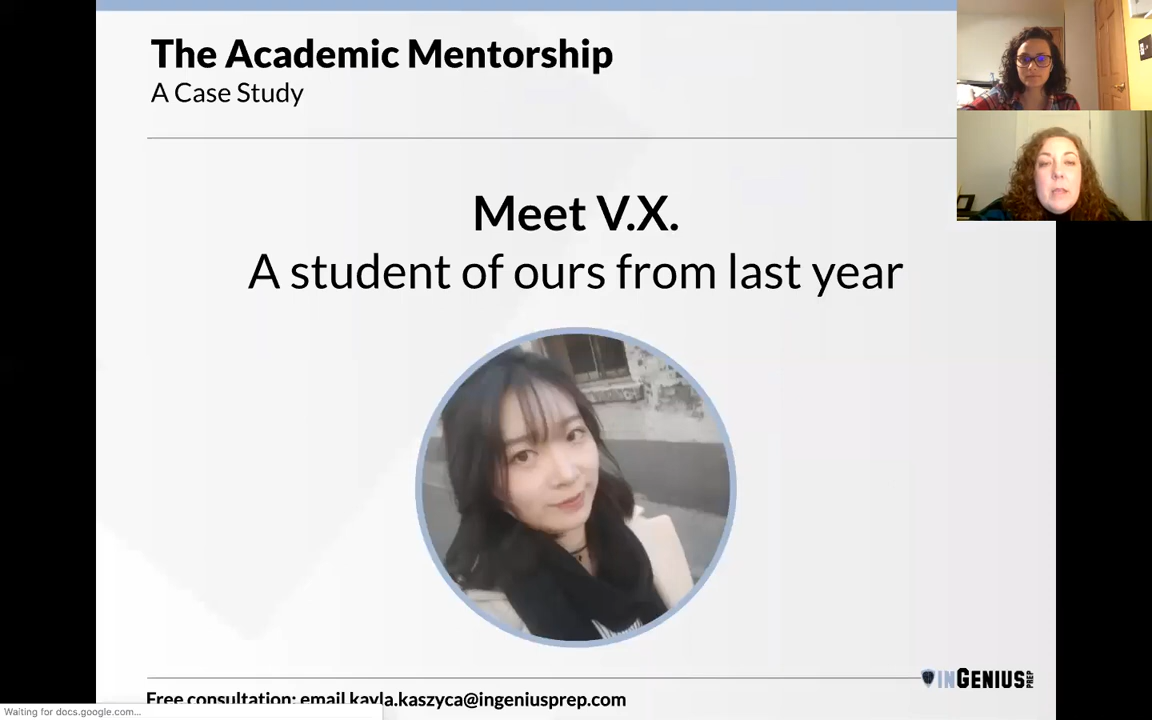 The Academic Mentorship
A Case Study
Meet V.X.
A student of ours from last year
Free consultation: email kayla.kaszyca@ingeniusprep.com
INGENIUS
PREP
Waiting for docs.google.com...